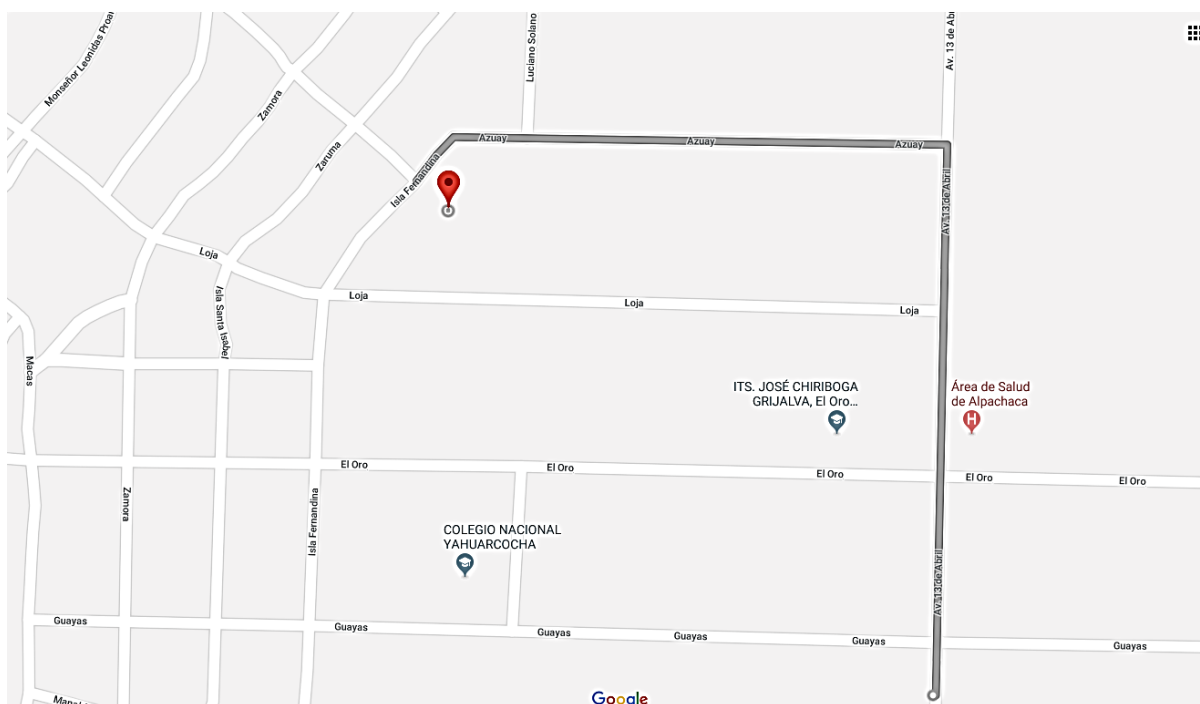 Monseñor Leonidas Proañ
Luciano Solano
Av. 13 de Ab
Zamora
Azuay
Azuay
Azuay
Zaruma
Isla Fernandina
Av. 13 de Abril
Loja
Loja
Loja
Loja
Isla Santa Isabel
Macas
ITS. JOSÉ CHIRIBOGA
GRIJALVA, El Oro...
Área de Salud
de Alpachaca
El Oro
El Oro
El Oro
El Oro
El Oro
Zamora
Isla Fernandina
COLEGIO NACIONAL
YAHUARCOCHA
Av. 13 de Abril
Guayas
Guayas
Guayas
Guayas
Guayas
Guayas
Google